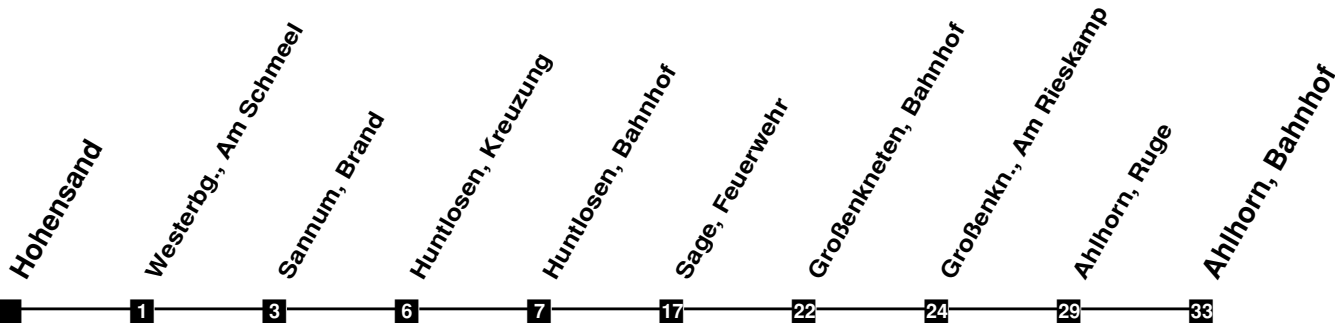 Hohensand
Westerbg., Am Schmeel
Sannum, Brand
Huntlosen, Kreuzung
Huntlosen, Bahnhof
Sage, Feuerwehr
Großenkneten, Bahnhof
Großenkn., Am Rieskamp
Ahlhorn, Ruge
Ahlhorn, Bahnhof
1 3 6 7 17 22 24 29 33